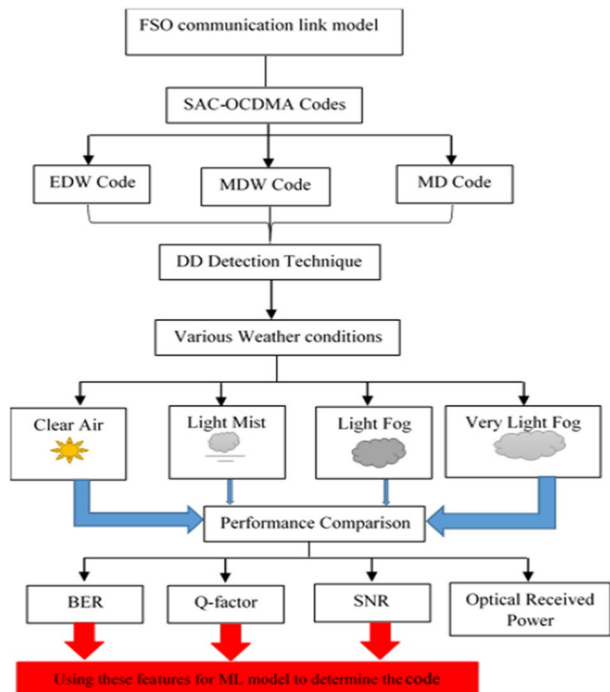 FSO communication link model
SAC-OCDMA Codes
EDW Code
MDW Code
MD Code
DD Detection Technique
Various Weather conditions
Clear Air
Light Mist
Light Fog
Very Light Fog
Performance Comparison
BER
Q-factor
SNR
Optical Received
Power
Using these features for ML model to determine the code